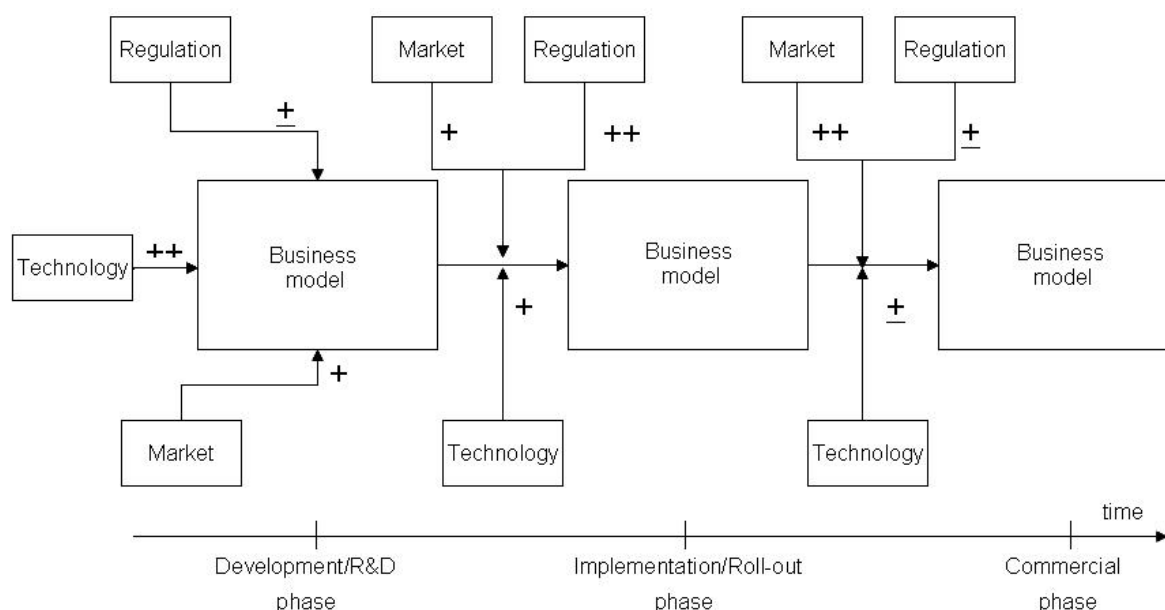 Regulation
Market
Regulation
Market
Regulation
±
+
++
++
±
Technology
++
Business
model
Business
model
Business
model
+
±
+
Market
Technology
Technology
time
Development/R&D
phase
Implementation/Roll-out
phase
Commercial
phase